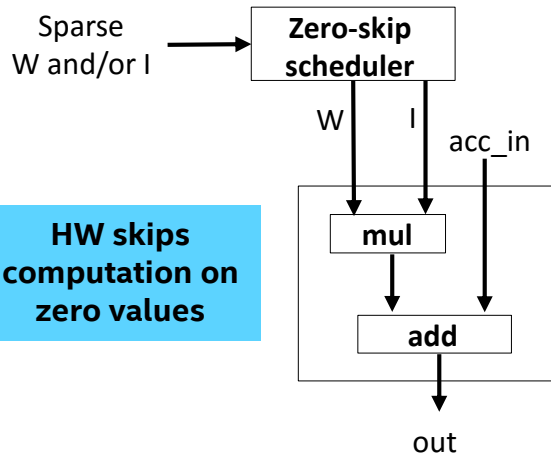 Sparse
W and/or I
Zero-skip
scheduler
W
I
acc_in
HW skips
computation on
zero values
mul
add
out